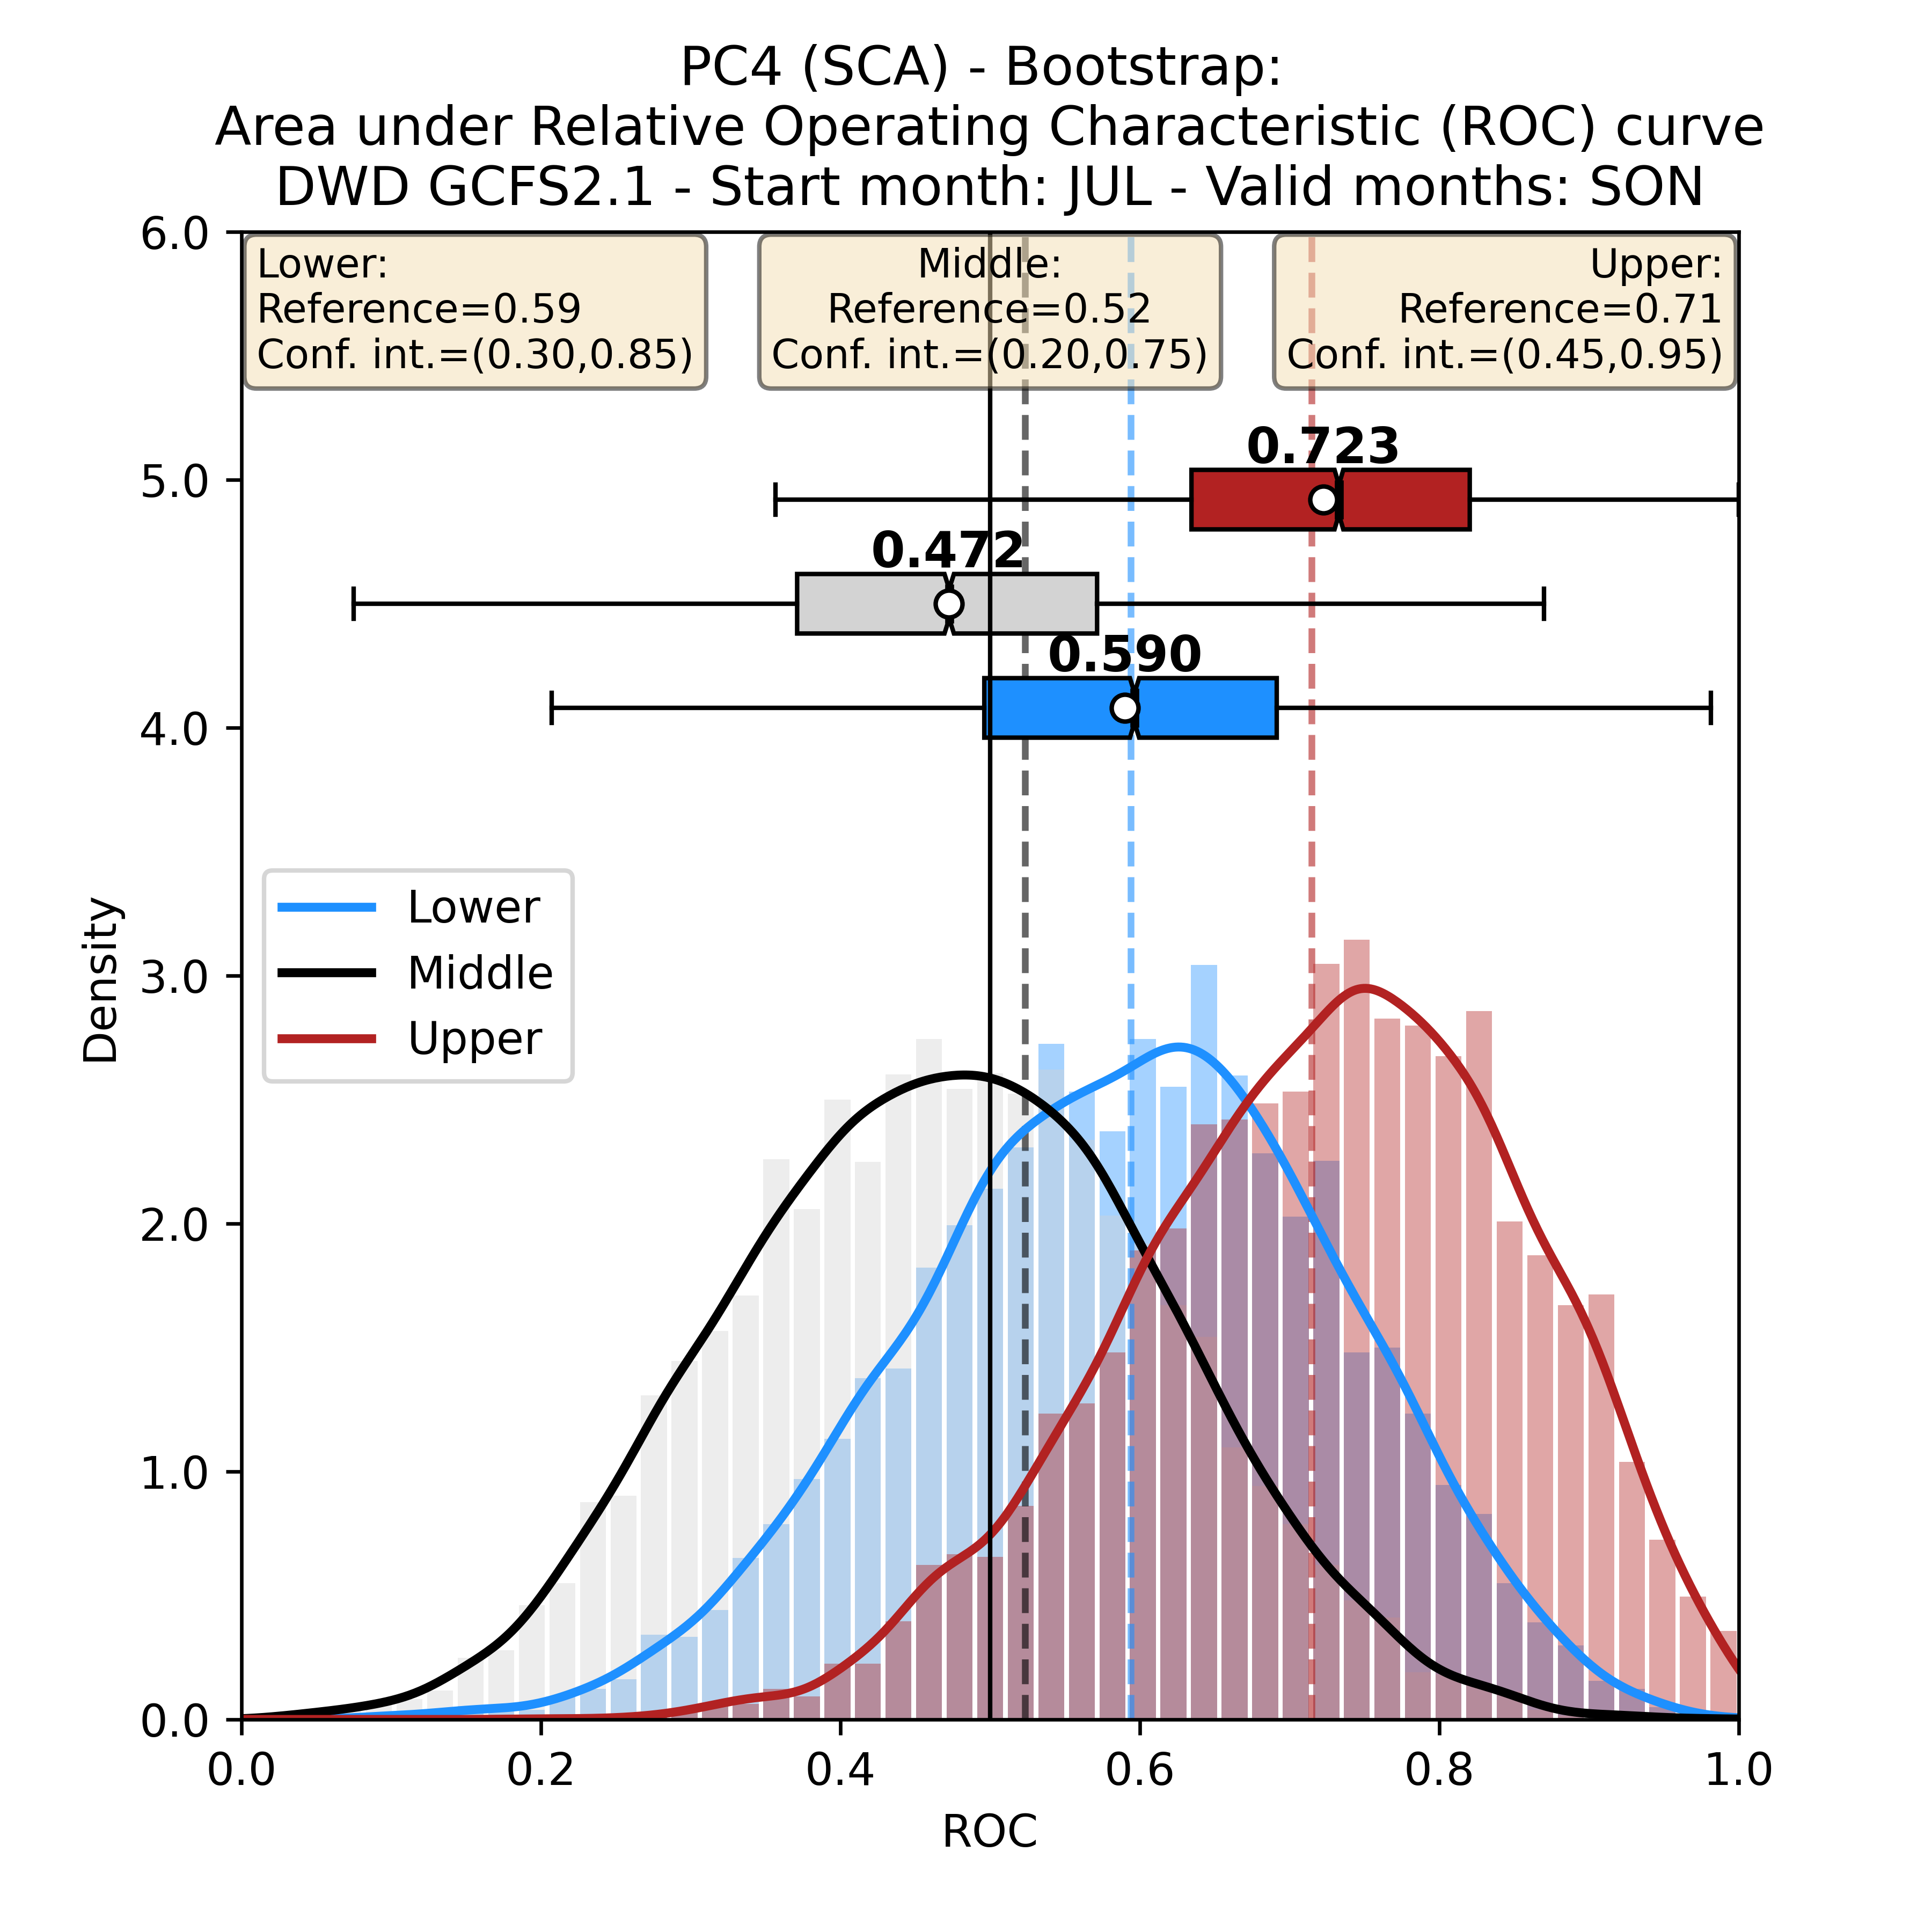 PC4 (SCA) - Bootstrap:
Area under Relative Operating Characteristic (ROC) curve
DWD GCFS2.1 - Start month: JUL - Valid months: SON
Lower:
Reference=0.59
Conf. int.=(0.30,0.85)
Middle:
Reference=0.52
Conf. int.=(0.20,0.75)
Upper:
Reference=0.71
Conf. int.=(0.45,0.95)
0.723
0.472
0.590
Lower
Middle
Upper
Density
6.0
5.0
4.0
3.0
2.0
1.0
0.0
0.0 0.2 0.4 0.6 0.8 1.0
ROC